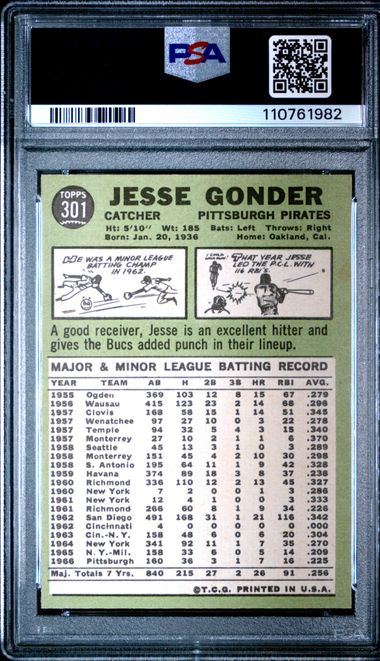 PSA
110761982
TOPPS
301
JESSE GONDER
CATCHER PITTSBURGH PIRATES
Ht: 5'10" Wt: 185 Bats: Left Throws: Right
Born: Jan. 20, 1936 Home: Oakland, Cal.
WAS A MINOR LEAGUE
BATTING CHAMP
IN 1962.
THAT YEAR JESSE
LED THE P.C.L. WITH
116 RBI'S.
A good receiver, Jesse is an excellent hitter and
gives the Bucs added punch in their lineup.
MAJOR & MINOR LEAGUE BATTING RECORD
YEAR TEAM AB H 2B 3B HR RBI AVG.
1955 Ogden 369 103 12 8 15 67 .279
1956 Wausau 415 123 23 2 14 68 .296
1957 Clovis 168 58 15 1 14 51 .345
1957 Wenatchee 97 27 10 0 3 22 .278
1957 Temple 94 32 5 4 3 15 .340
1957 Monterey 27 10 2 1 1 6 .370
1958 Seattle 45 13 3 1 0 3 .289
1958 Monterey 151 45 4 2 10 30 .298
1958 S. Antonio 195 64 11 1 9 42 .328
1959 Havana 374 89 18 3 3 37 .238
1960 Richmond 336 110 12 2 13 45 .327
1960 New York 7 2 0 0 1 3 .286
1961 New York 12 4 1 0 0 3 .333
1961 Richmond 266 60 8 1 9 34 .226
1962 San Diego 491 168 31 1 21 116 .342
1962 Cincinnati 4 0 0 0 0 0 .000
1963 Cin.-N.Y. 158 48 6 0 6 20 .304
1964 New York 341 92 11 1 7 35 .270
1965 N.Y.-Mil. 158 33 6 0 5 14 .209
1966 Pittsburgh 160 36 3 1 7 16 .225
Maj. Totals 7 Yrs. 840 215 27 2 26 91 .256
©T.C.G. PRINTED IN U.S.A.
PSA